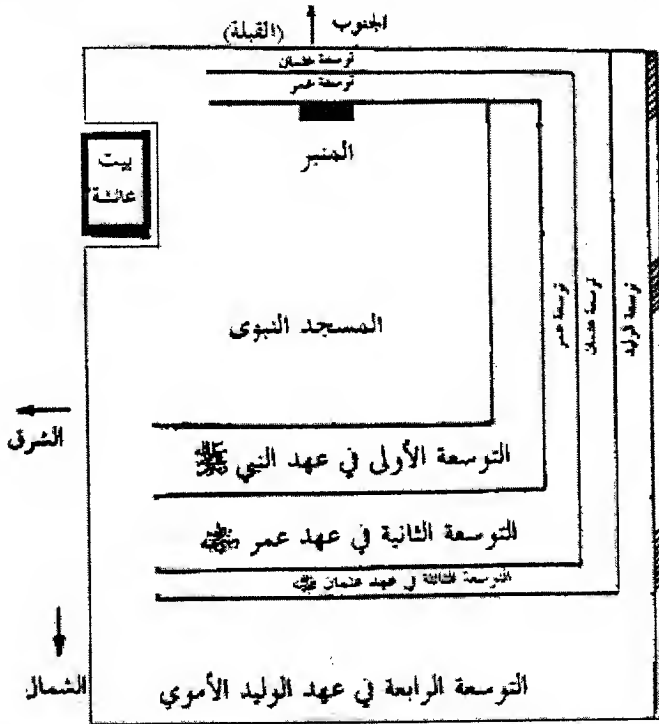 الجنوب (القبلة)
توسعة عثمان
توسعة عمر
المنبر
بيت
عائشة
المسجد النبوى
توسعة عمر
توسعة عثمان
توسعة الوليد
الشرق
التوسعة الأولى في عهد النبي ﷺ
التوسعة الثانية في عهد عمر
التوسعة الثالثة في عهد عثمان
الشمال
التوسعة الرابعة في عهد الوليد الأموي